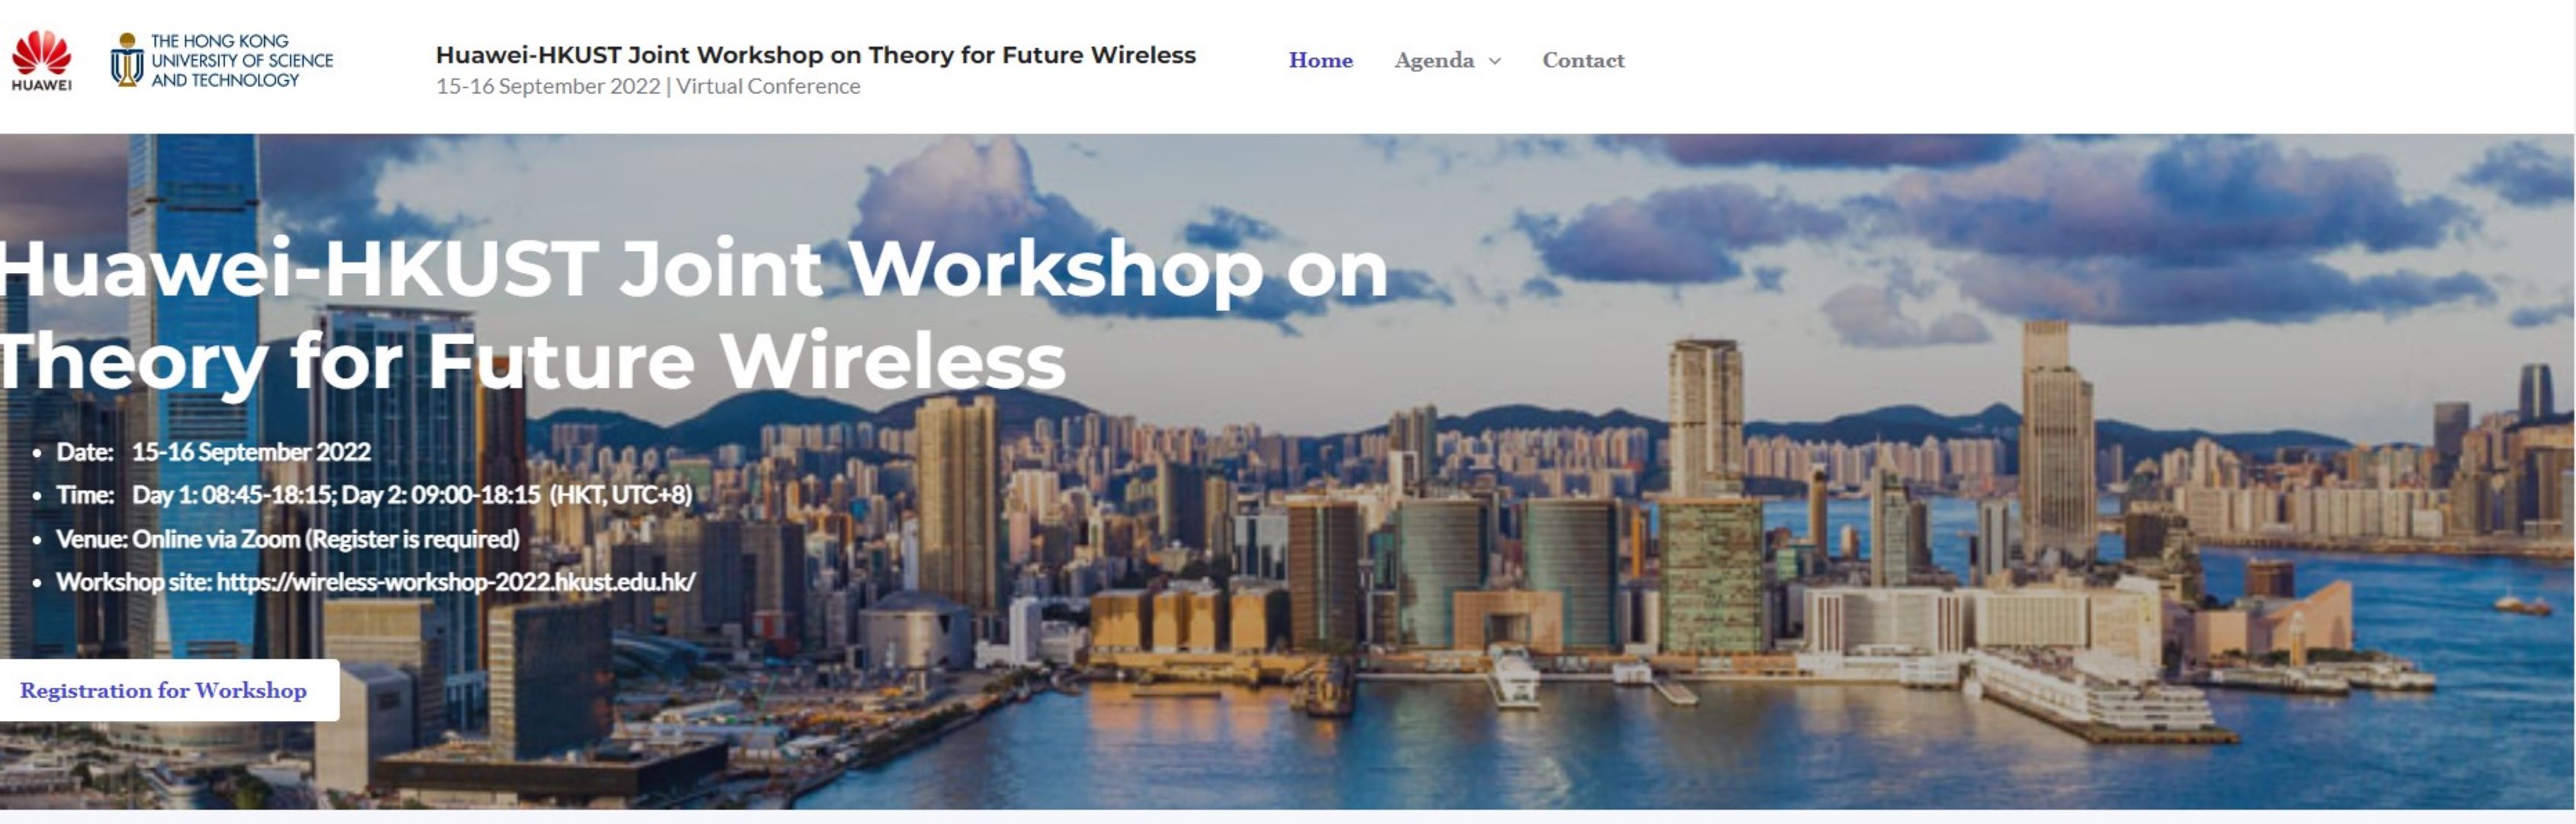 HUAWEI
THE HONG KONG
UNIVERSITY OF SCIENCE
AND TECHNOLOGY
Huawei-HKUST Joint Workshop on Theory for Future Wireless
15-16 September 2022 | Virtual Conference
Home Agenda Contact
Huawei-HKUST Joint Workshop on
Theory for Future Wireless
• Date: 15-16 September 2022
• Time: Day 1: 08:45-18:15; Day 2: 09:00-18:15 (HKT, UTC+8)
• Venue: Online via Zoom (Register is required)
• Workshop site: https://wireless-workshop-2022.hkust.edu.hk/
Registration for Workshop